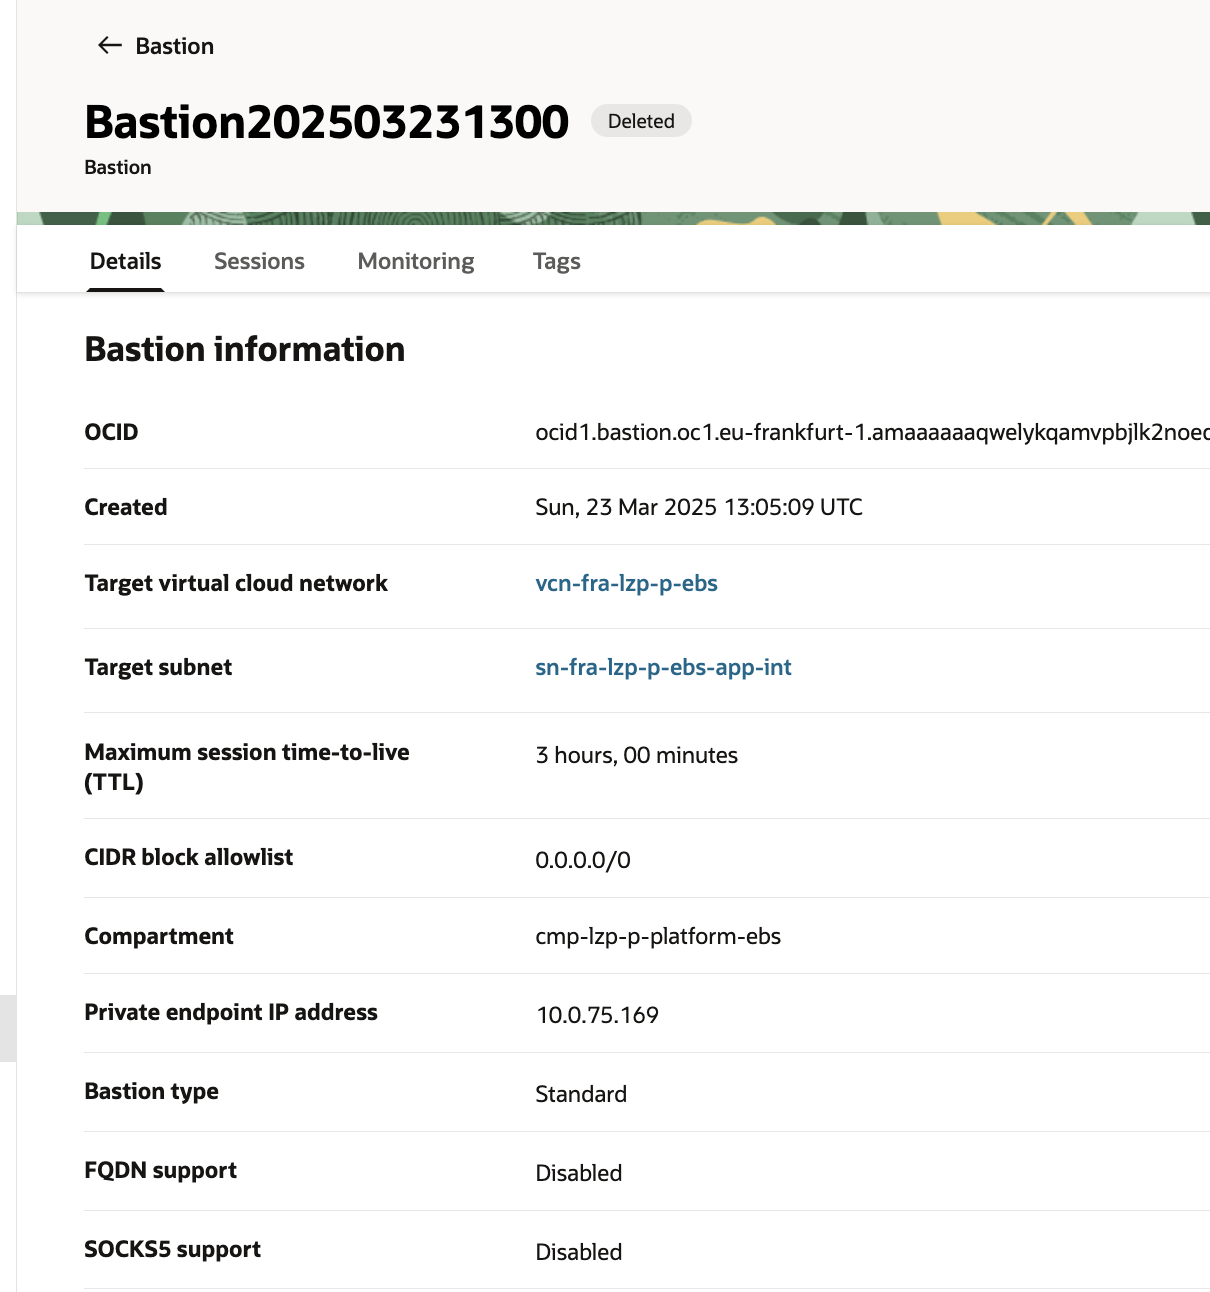 Bastion
Bastion202503231300 Deleted
Bastion
Details Sessions Monitoring Tags
Bastion information
OCID ocid1.bastion.oc1.eu-frankfurt-1.amaaaaaaqwelykqamvpbjlk2noec
Created Sun, 23 Mar 2025 13:05:09 UTC
Target virtual cloud network vcn-fra-lzp-p-ebs
Target subnet sn-fra-lzp-p-ebs-app-int
Maximum session time-to-live
(TTL) 3 hours, 00 minutes
CIDR block allowlist 0.0.0.0/0
Compartment cmp-lzp-p-platform-ebs
Private endpoint IP address 10.0.75.169
Bastion type Standard
FQDN support Disabled
SOCKS5 support Disabled